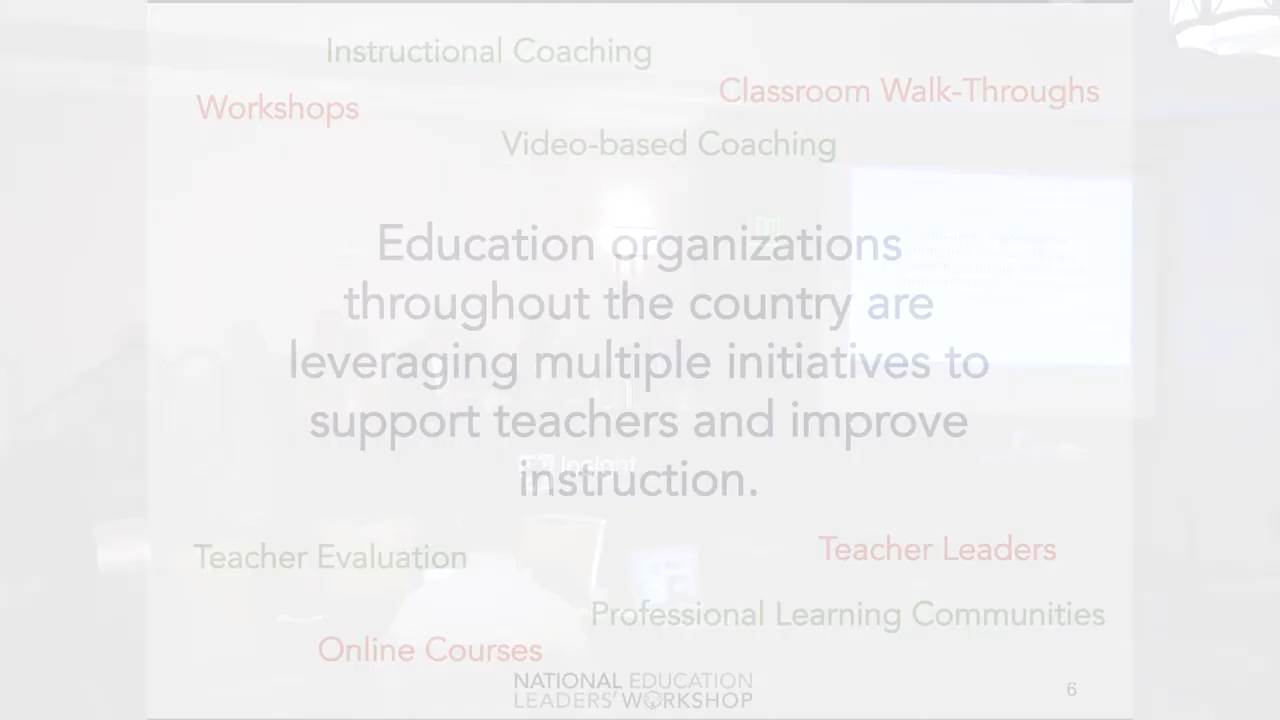 Instructional Coaching
Classroom Walk-Throughs
Workshops
Video-based Coaching
Education organizations
throughout the country are
leveraging multiple initiatives to
support teachers and improve
instruction.
Insight
Teacher Evaluation
Teacher Leaders
Professional Learning Communities
Online Courses
NATIONAL EDUCATION
LEADERS' WORKSHOP
6